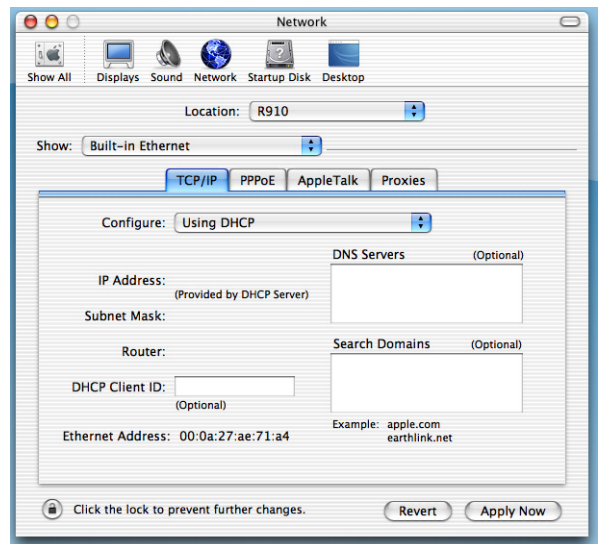 Network
Show All Displays Sound Network Startup Disk Desktop
Location: R910
Show: Built-in Ethernet
TCP/IP PPPoE AppleTalk Proxies
Configure: Using DHCP
DNS Servers (Optional)
IP Address:
(Provided by DHCP Server)
Subnet Mask:
Router:
Search Domains (Optional)
DHCP Client ID:
(Optional)
Example: apple.com
earthlink.net
Ethernet Address: 00:0a:27:ae:71:a4
Click the lock to prevent further changes.
Revert Apply Now